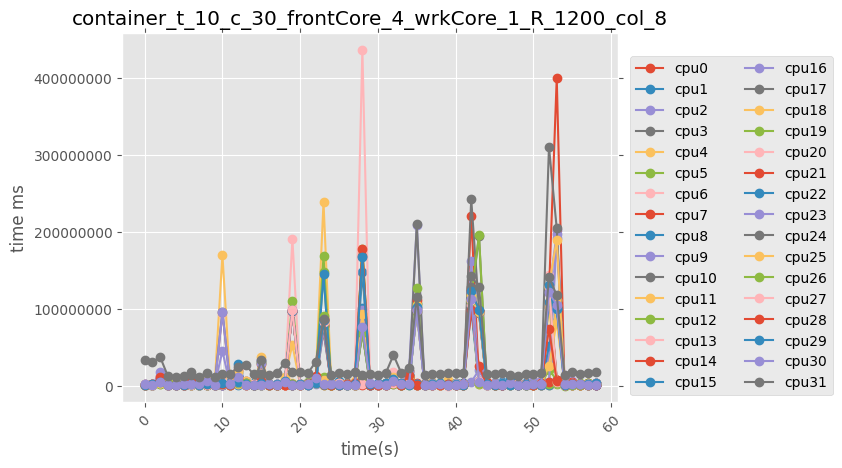 container_t_10_c_30_frontCore_4_wrkCore_1_R_1200_col_8
time ms
400000000
300000000
200000000
100000000
0
0
10
20
30
40
50
60
time(s)
cpu0
cpu1
cpu2
cpu3
cpu4
cpu5
cpu6
cpu7
cpu8
cpu9
cpu10
cpu11
cpu12
cpu13
cpu14
cpu15
cpu16
cpu17
cpu18
cpu19
cpu20
cpu21
cpu22
cpu23
cpu24
cpu25
cpu26
cpu27
cpu28
cpu29
cpu30
cpu31